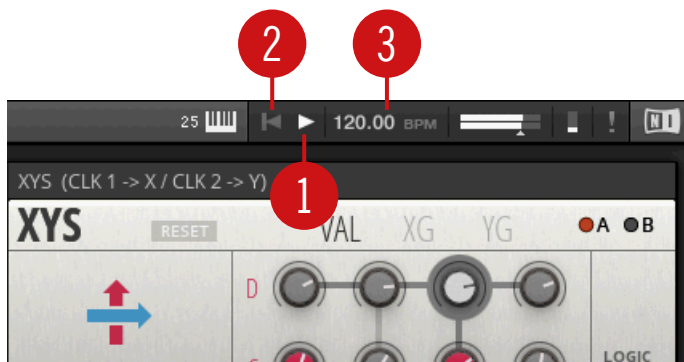 2 3
25 120.00 BPM ! NI
1
XYS (CLK 1 -> X / CLK 2 -> Y)
XYS RESET VAL XG YG A B
D
LOGIC